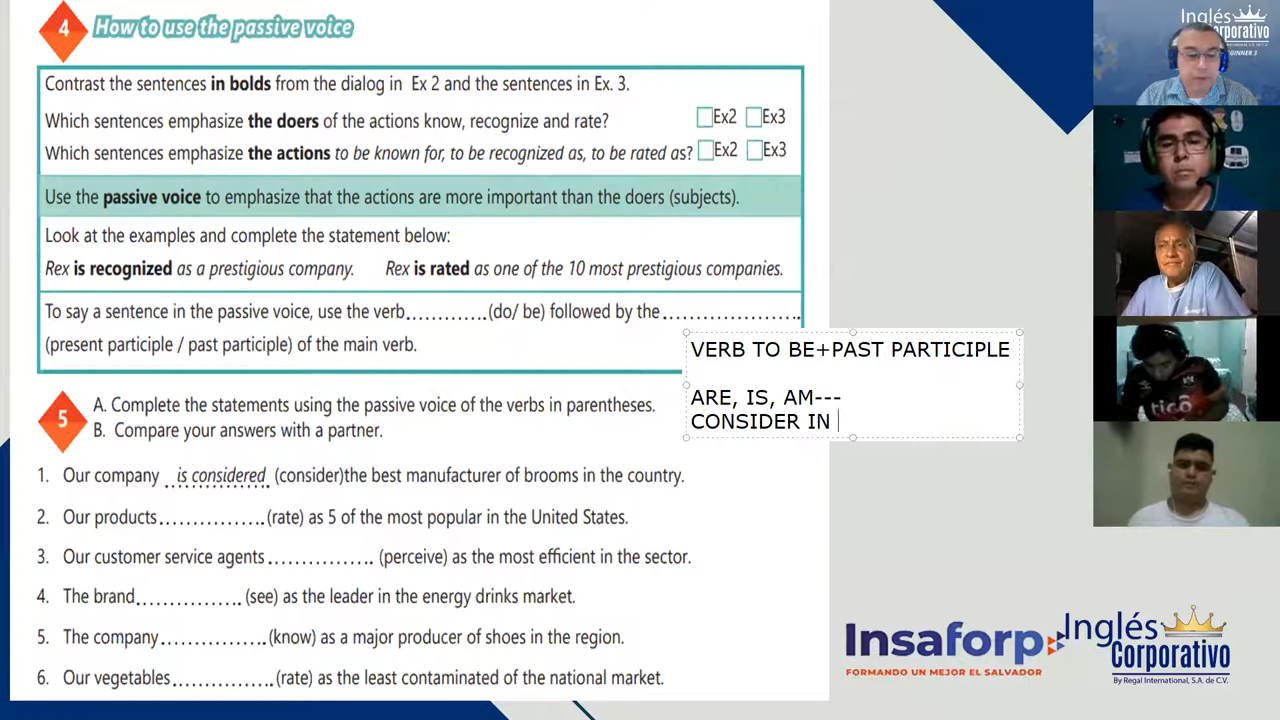 4 How to use the passive voice
Contrast the sentences in bolds from the dialog in Ex 2 and the sentences in Ex. 3.
Which sentences emphasize the doers of the actions know, recognize and rate? Ex2 Ex3
Which sentences emphasize the actions to be known for, to be recognized as, to be rated as? Ex2 Ex3
Use the passive voice to emphasize that the actions are more important than the doers (subjects).
Look at the examples and complete the statement below:
Rex is recognized as a prestigious company. Rex is rated as one of the 10 most prestigious companies.
To say a sentence in the passive voice, use the verb.............(do/ be) followed by the ....................
(present participle / past participle) of the main verb.
VERB TO BE+PAST PARTICIPLE
ARE, IS, AM---
CONSIDER IN
5 A. Complete the statements using the passive voice of the verbs in parentheses.
B. Compare your answers with a partner.
1. Our company is considered (consider)the best manufacturer of brooms in the country.
2. Our products................(rate) as 5 of the most popular in the United States.
3. Our customer service agents ................ (perceive) as the most efficient in the sector.
4. The brand................ (see) as the leader in the energy drinks market.
5. The company................(know) as a major producer of shoes in the region.
6. Our vegetables................(rate) as the least contaminated of the national market.
Inglés
Corporativo
BEGINNER 3
tico
Insaforp
FORMANDO UN MEJOR EL SALVADOR
Inglés
Corporativo
By Regal International, S.A. de C.V.